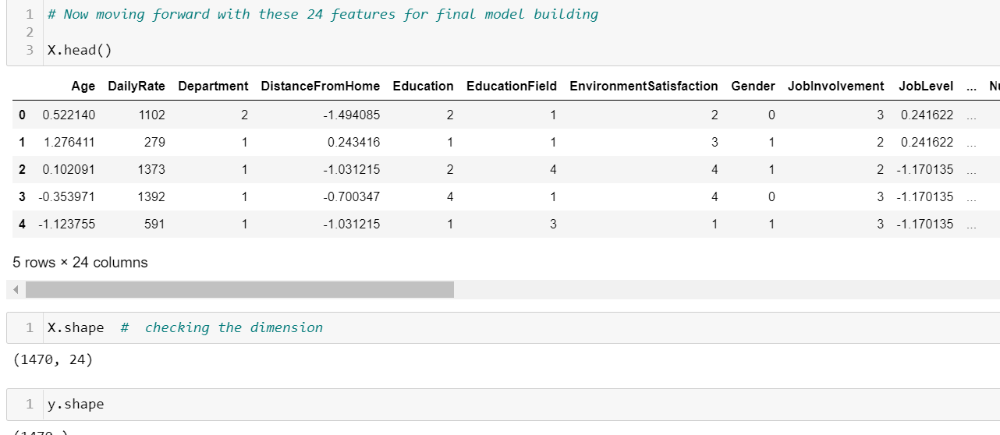 1 # Now moving forward with these 24 features for final model building
2
3 X.head()
Age DailyRate Department DistanceFromHome Education EducationField EnvironmentSatisfaction Gender JobInvolvement JobLevel ...
0 0.522140 1102 2 -1.494085 2 1 2 0 3 0.241622 ...
1 1.276411 279 1 0.243416 1 1 3 1 2 0.241622 ...
2 0.102091 1373 1 -1.031215 2 4 4 1 2 -1.170135 ...
3 -0.353971 1392 1 -0.700347 4 1 4 0 3 -1.170135 ...
4 -1.123755 591 1 -1.031215 1 3 1 1 3 -1.170135 ...
5 rows × 24 columns
1 X.shape # checking the dimension
(1470, 24)
1 y.shape